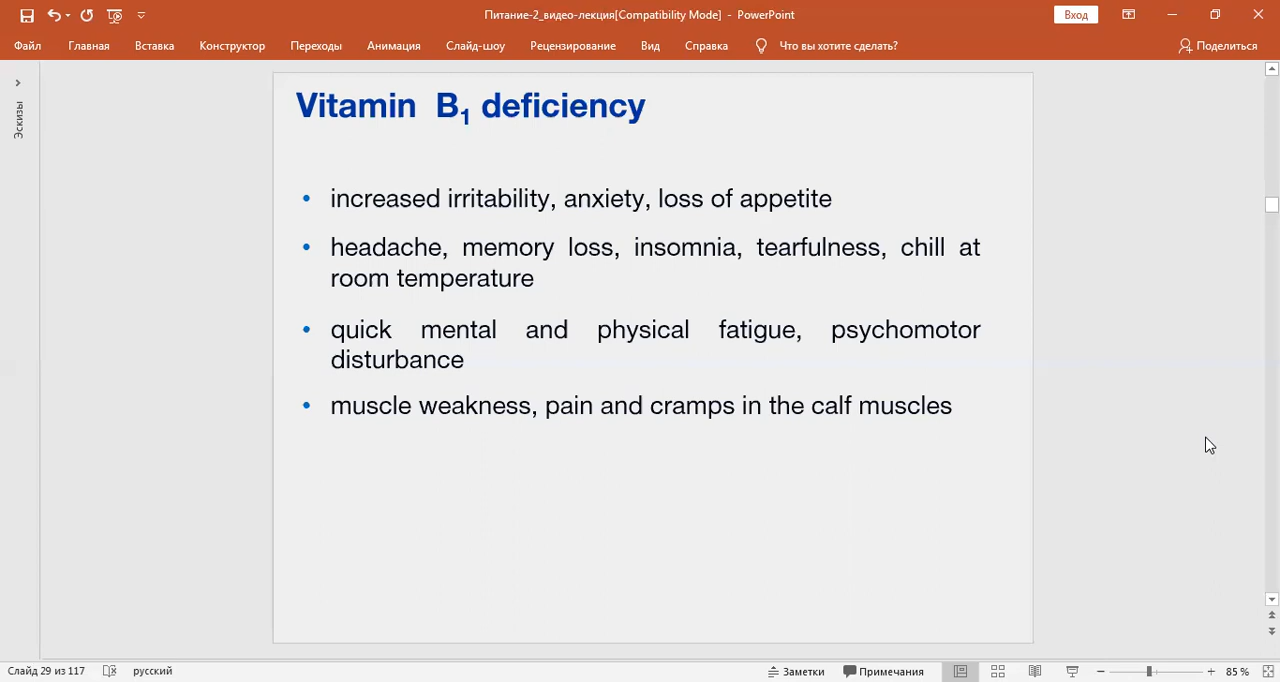 Питание-2_видео-лекция[Compatibility Mode] - PowerPoint
Вход
Файл Главная Вставка Конструктор Переходы Анимация Слайд-шоу Рецензирование Вид Справка Что вы хотите сделать? Поделиться
Эскизы
Vitamin B₁ deficiency
• increased irritability, anxiety, loss of appetite
• headache, memory loss, insomnia, tearfulness, chill at
room temperature
• quick mental and physical fatigue, psychomotor
disturbance
• muscle weakness, pain and cramps in the calf muscles
Слайд 29 из 117 русский Заметки Примечания 85 %